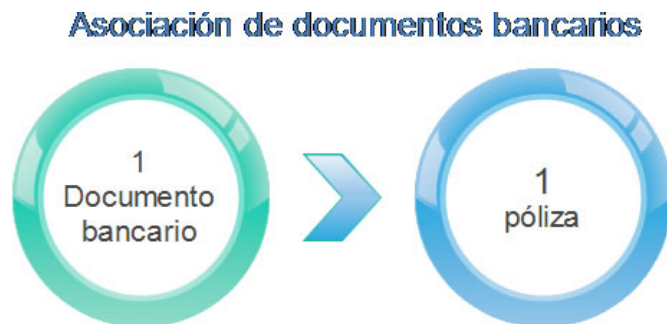 Asociación de documentos bancarios
1
Documento
bancario
1
póliza